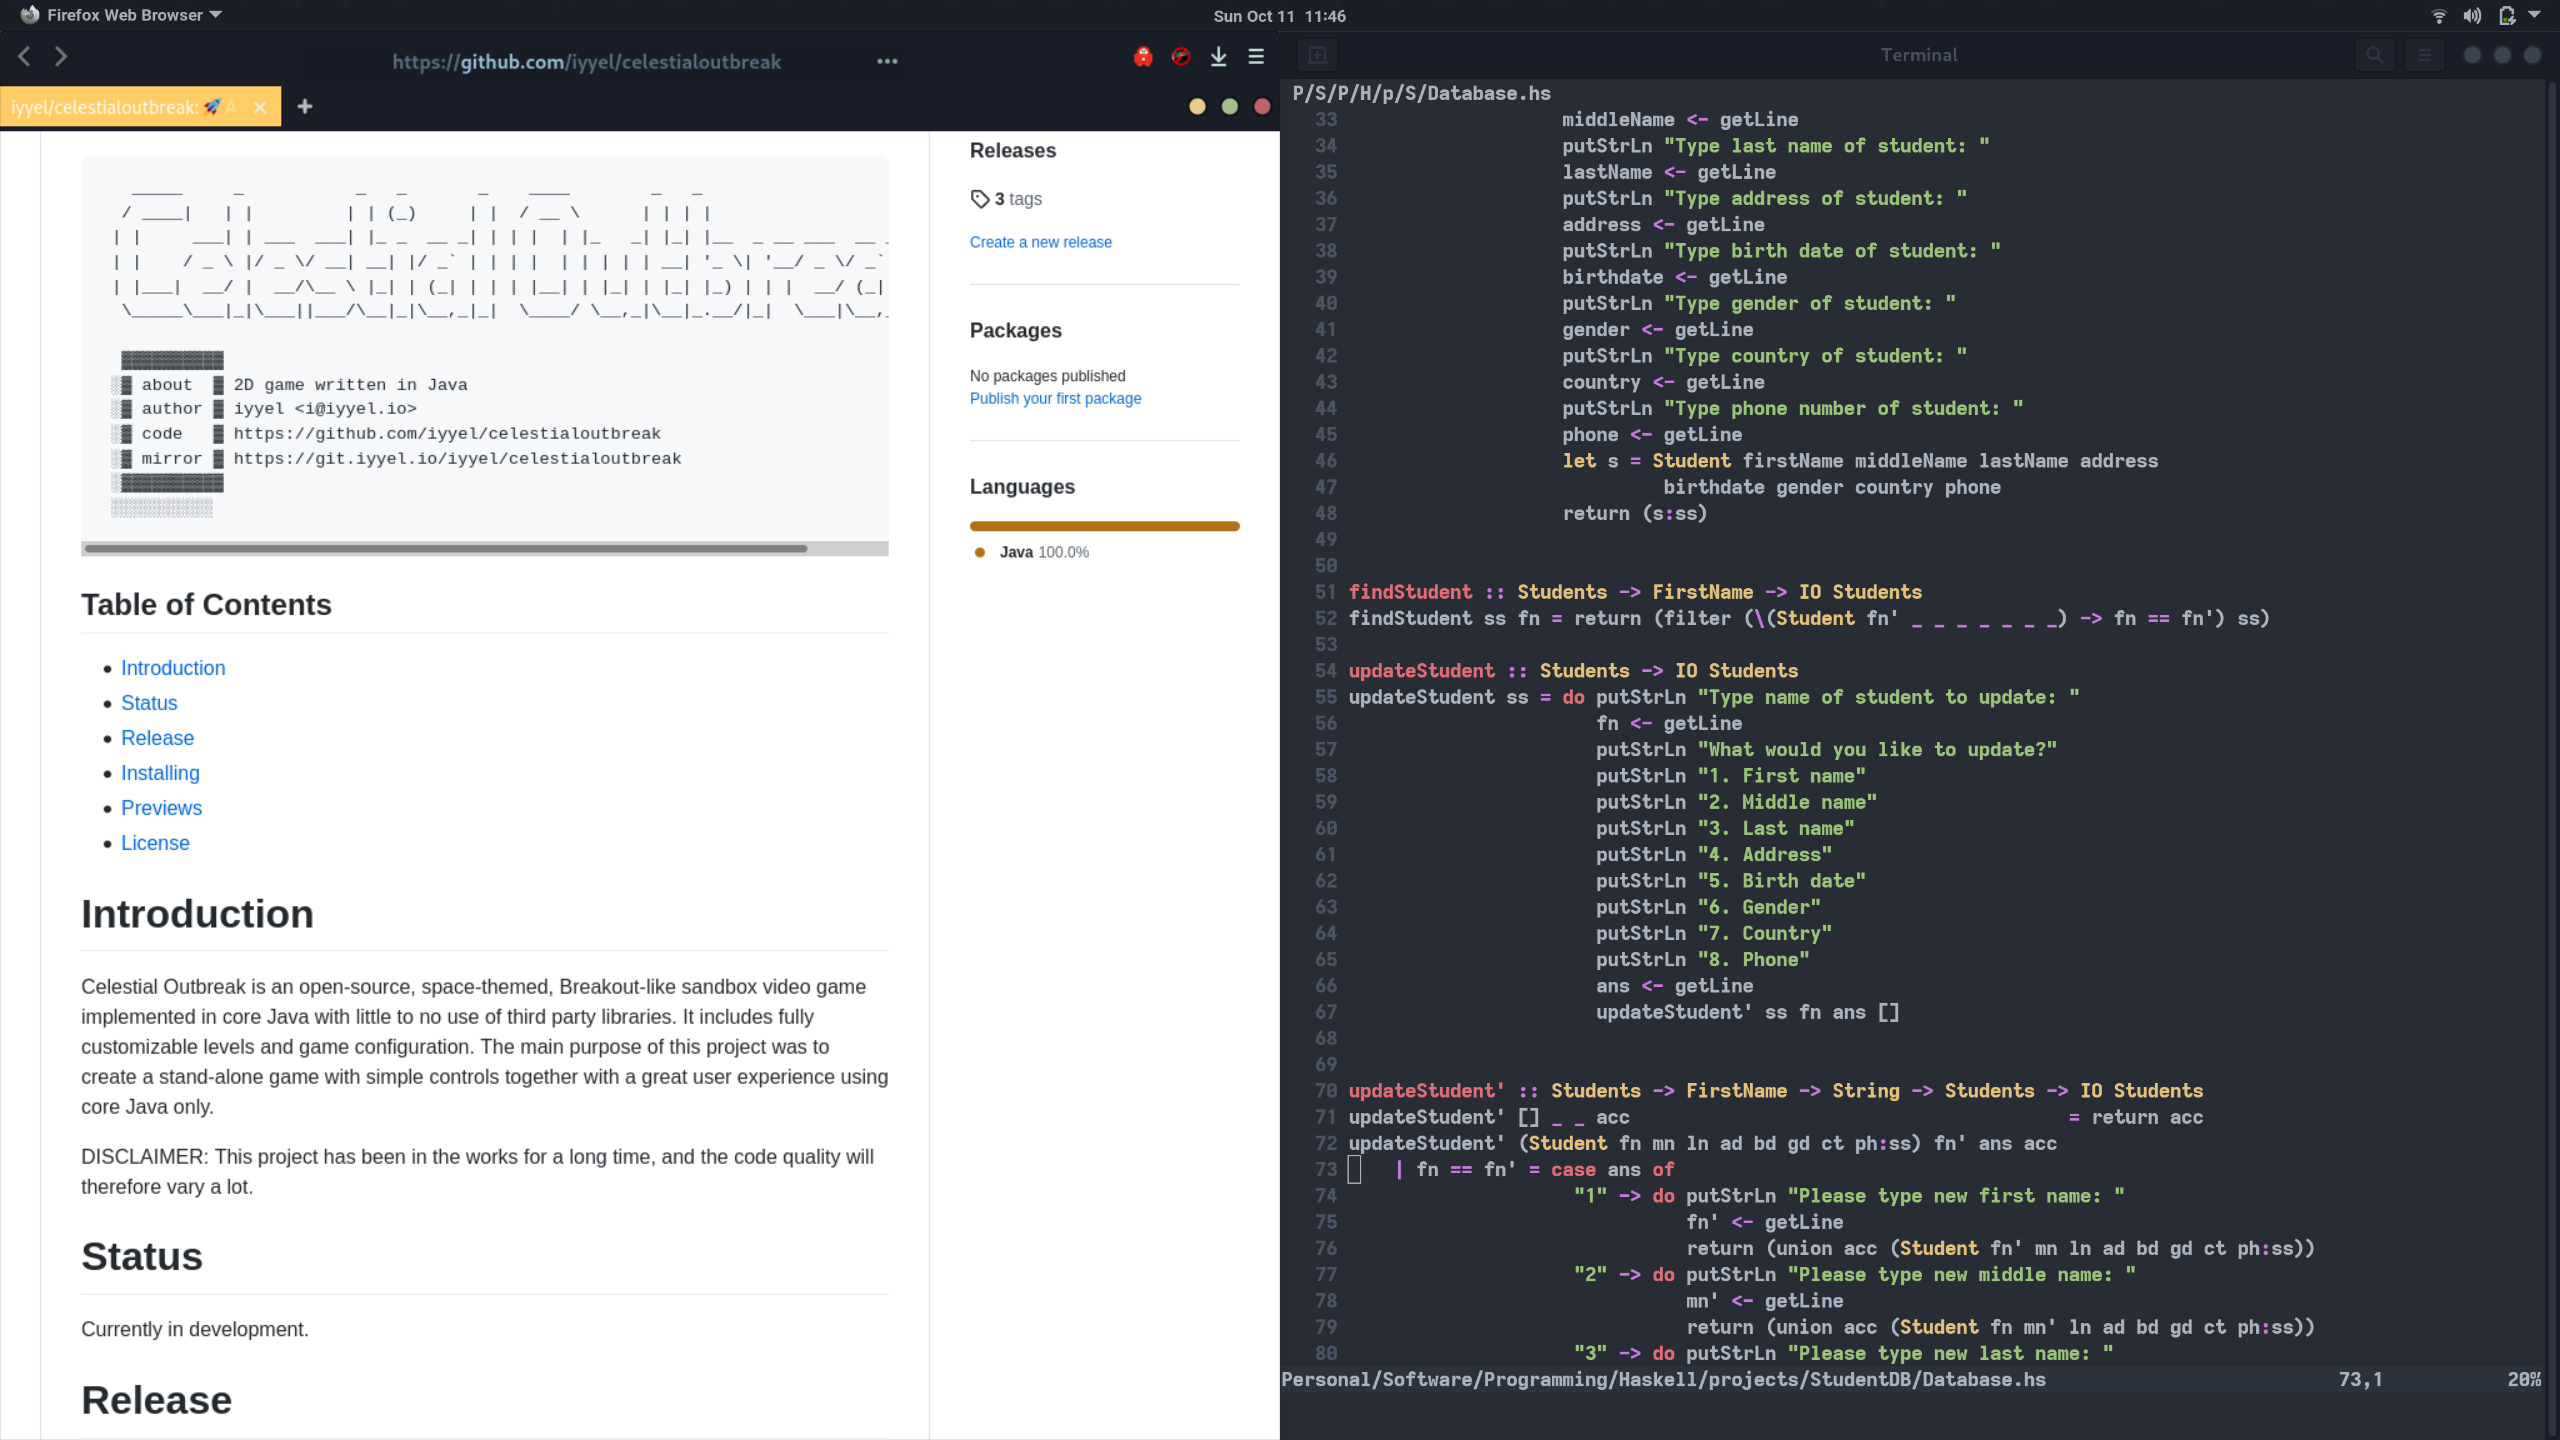 Firefox Web Browser
Sun Oct 11 11:46
https://github.com/iyyel/celestialoutbreak
iyyel/celestialoutbreak: 🚀 A
about 2D game written in Java
author iyyel <i@iyyel.io>
code https://github.com/iyyel/celestialoutbreak
mirror https://git.iyyel.io/iyyel/celestialoutbreak
Table of Contents
Introduction
Status
Release
Installing
Previews
License
Introduction
Celestial Outbreak is an open-source, space-themed, Breakout-like sandbox video game
implemented in core Java with little to no use of third party libraries. It includes fully
customizable levels and game configuration. The main purpose of this project was to
create a stand-alone game with simple controls together with a great user experience using
core Java only.
DISCLAIMER: This project has been in the works for a long time, and the code quality will
therefore vary a lot.
Status
Currently in development.
Release
Releases
3 tags
Create a new release
Packages
No packages published
Publish your first package
Languages
Java 100.0%
Terminal
P/S/P/H/p/S/Database.hs
33 middleName <- getLine
34 putStrLn "Type last name of student: "
35 lastName <- getLine
36 putStrLn "Type address of student: "
37 address <- getLine
38 putStrLn "Type birth date of student: "
39 birthdate <- getLine
40 putStrLn "Type gender of student: "
41 gender <- getLine
42 putStrLn "Type country of student: "
43 country <- getLine
44 putStrLn "Type phone number of student: "
45 phone <- getLine
46 let s = Student firstName middleName lastName address
47 birthdate gender country phone
48 return (s:ss)
49
50
51 findStudent :: Students -> FirstName -> IO Students
52 findStudent ss fn = return (filter (\(Student fn' _ _ _ _ _ _ _) -> fn == fn') ss)
53
54 updateStudent :: Students -> IO Students
55 updateStudent ss = do putStrLn "Type name of student to update: "
56 fn <- getLine
57 putStrLn "What would you like to update?"
58 putStrLn "1. First name"
59 putStrLn "2. Middle name"
60 putStrLn "3. Last name"
61 putStrLn "4. Address"
62 putStrLn "5. Birth date"
63 putStrLn "6. Gender"
64 putStrLn "7. Country"
65 putStrLn "8. Phone"
66 ans <- getLine
67 updateStudent' ss fn ans []
68
69
70 updateStudent' :: Students -> FirstName -> String -> Students -> IO Students
71 updateStudent' [] _ _ acc = return acc
72 updateStudent' (Student fn mn ln ad bd gd ct ph:ss) fn' ans acc
73 | fn == fn' = case ans of
74 "1" -> do putStrLn "Please type new first name: "
75 fn' <- getLine
76 return (union acc (Student fn' mn ln ad bd gd ct ph:ss))
77 "2" -> do putStrLn "Please type new middle name: "
78 mn' <- getLine
79 return (union acc (Student fn mn' ln ad bd gd ct ph:ss))
80 "3" -> do putStrLn "Please type new last name: "
Personal/Software/Programming/Haskell/projects/StudentDB/Database.hs 73,1 20%